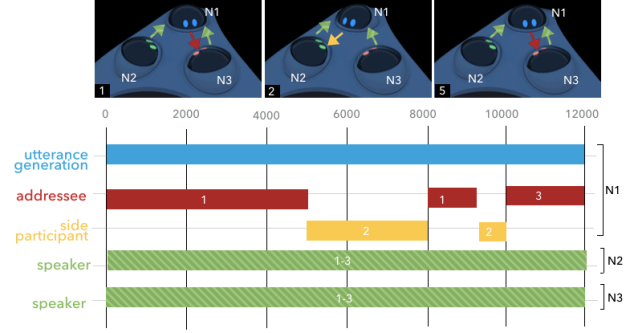 N1
N2
N3
1
N1
N2
N3
2
N1
N2
N3
5
0 2000 4000 6000 8000 10000 12000
utterance
generation
addressee 1 1 3
N1
side
participant 2 2
speaker 1-3 N2
speaker 1-3 N3